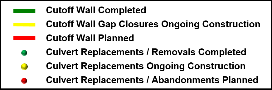 Cutoff Wall Completed
Cutoff Wall Gap Closures Ongoing Construction
Cutoff Wall Planned
Culvert Replacements / Removals Completed
Culvert Replacements Ongoing Construction
Culvert Replacements / Abandonments Planned